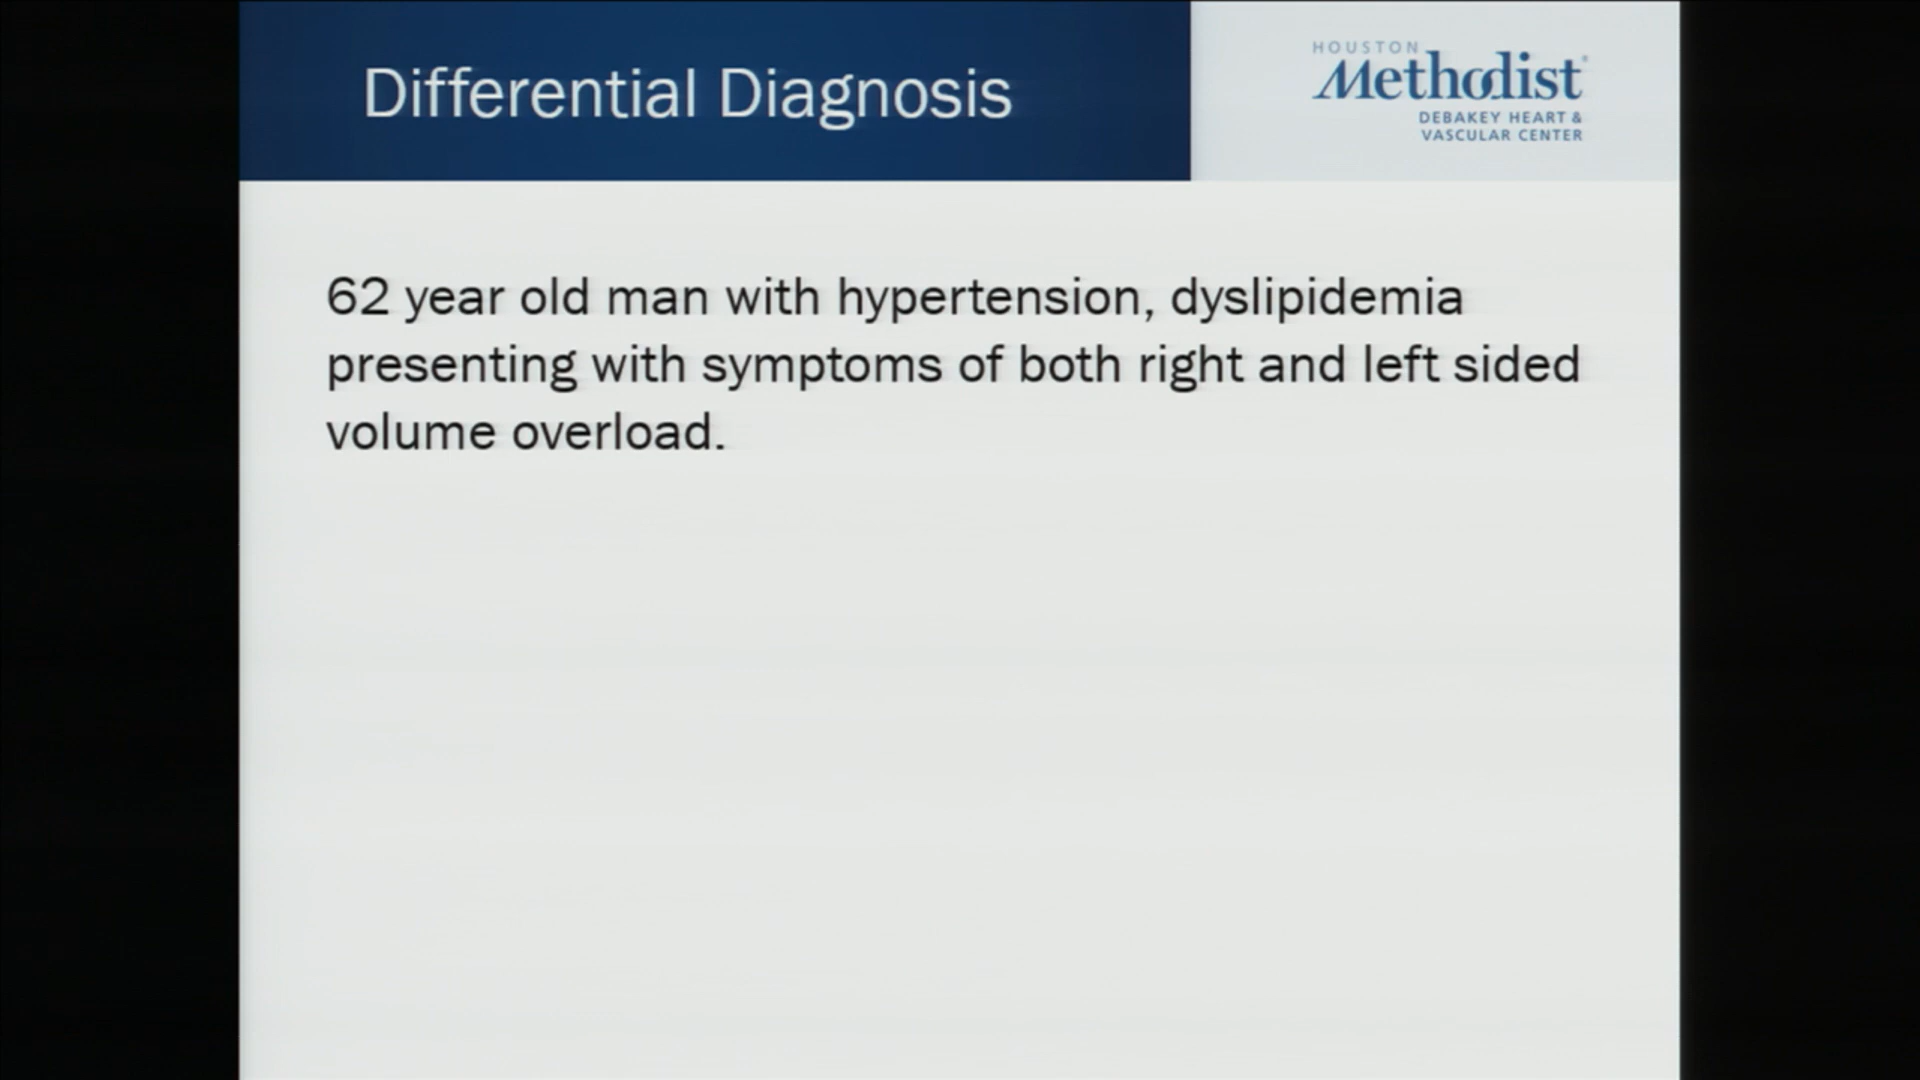 Differential Diagnosis
HOUSTON
Methodist
DEBAKEY HEART &
VASCULAR CENTER
62 year old man with hypertension, dyslipidemia
presenting with symptoms of both right and left sided
volume overload.